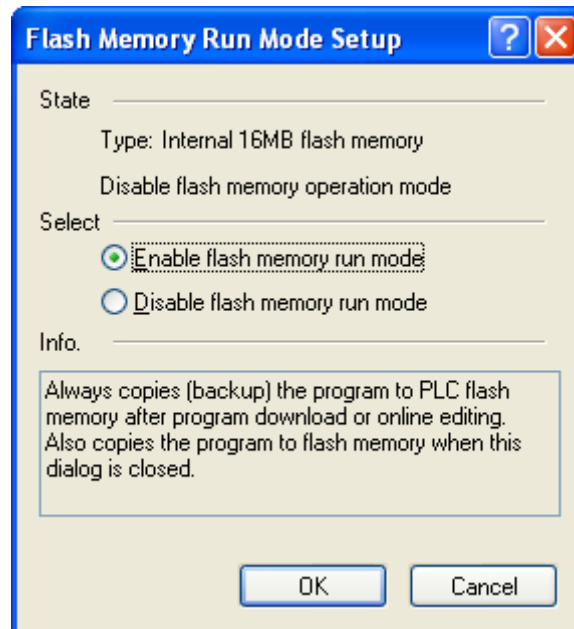 Flash Memory Run Mode Setup
State
Type: Internal 16MB flash memory
Disable flash memory operation mode
Select
Enable flash memory run mode
Disable flash memory run mode
Info.
Always copies (backup) the program to PLC flash
memory after program download or online editing.
Also copies the program to flash memory when this
dialog is closed.
OK Cancel